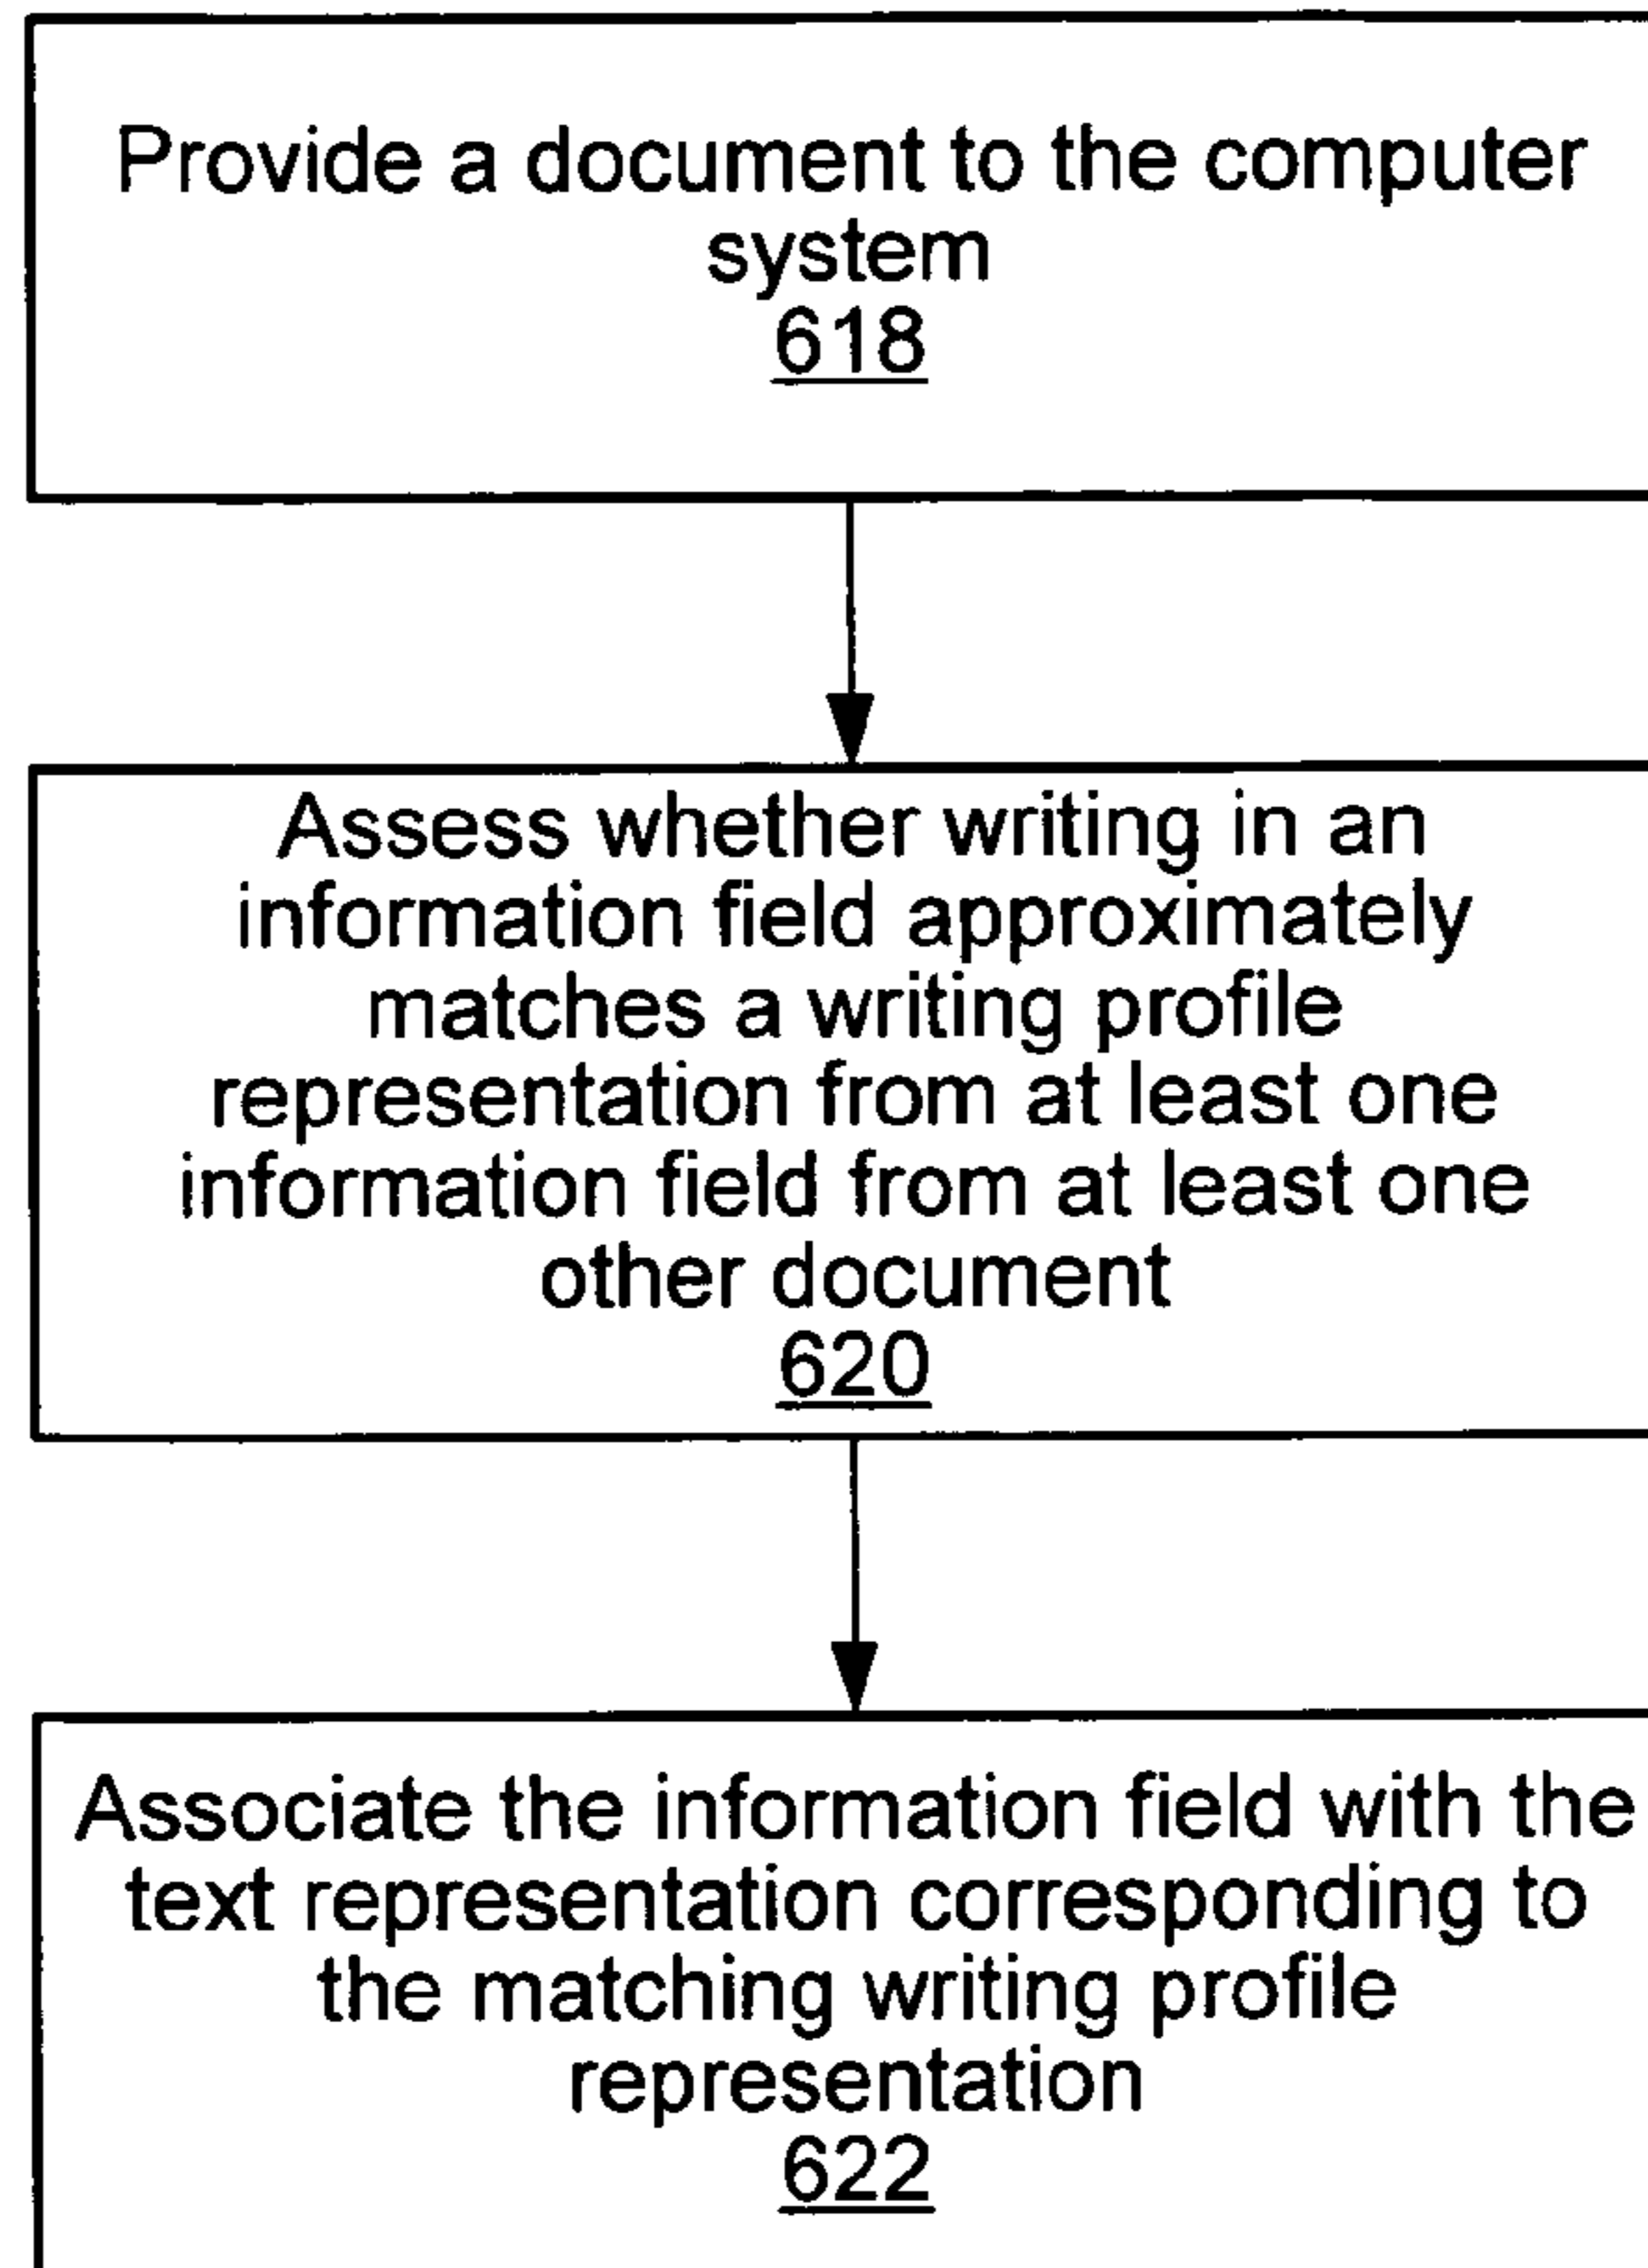 Provide a document to the computer
system
618
Assess whether writing in an
information field approximately
matches a writing profile
representation from at least one
information field from at least one
other document
620
Associate the information field with the
text representation corresponding to
the matching writing profile
representation
622